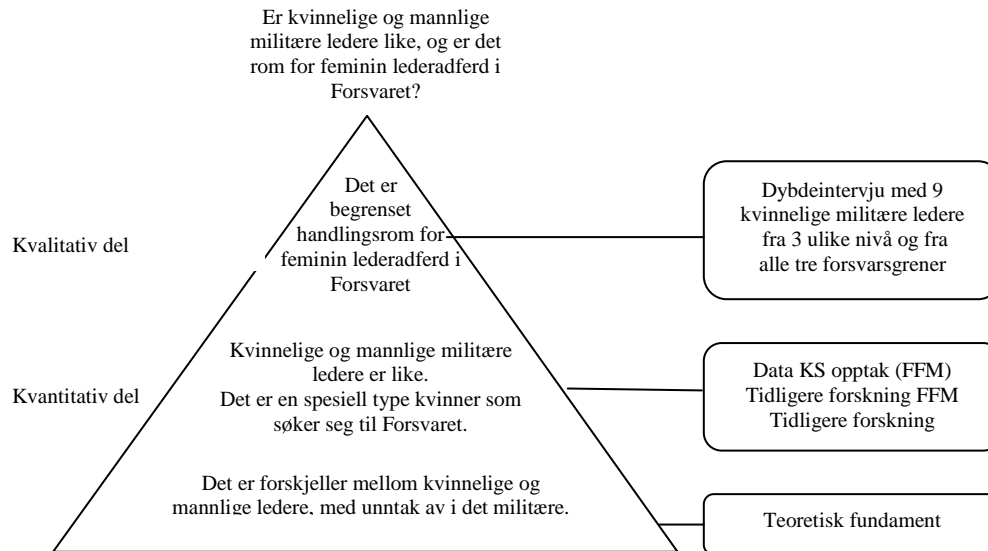 Er kvinnelige og mannlige
militære ledere like, og er det
rom for feminin lederadferd i
Forsvaret?
Kvalitativ del
Det er
begrenset
handlingsrom for
feminin lederadferd i
Forsvaret
Dybdeintervju med 9
kvinnelige militære ledere
fra 3 ulike nivå og fra
alle tre forsvarsgrener
Kvantitativ del
Kvinnelige og mannlige militære
ledere er like.
Det er en spesiell type kvinner som
søker seg til Forsvaret.
Data KS opptak (FFM)
Tidligere forskning FFM
Tidligere forskning
Det er forskjeller mellom kvinnelige og
mannlige ledere, med unntak av i det militære.
Teoretisk fundament